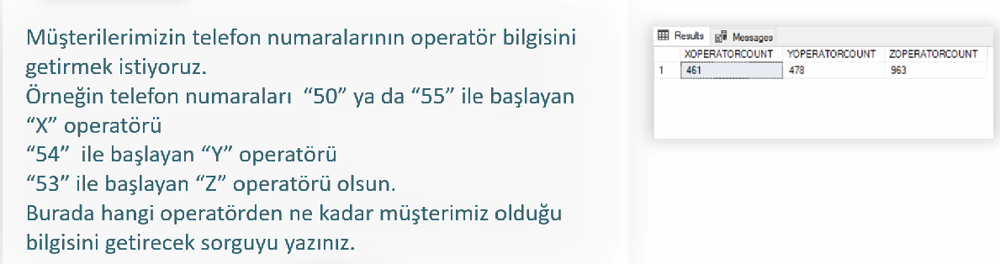 Müşterilerimizin telefon numaralarının operatör bilgisini
getirmek istiyoruz.
Örneğin telefon numaraları “50” ya da “55” ile başlayan
“X” operatörü
“54” ile başlayan “Y” operatörü
“53” ile başlayan “Z” operatörü olsun.
Burada hangi operatörden ne kadar müşterimiz olduğu
bilgisini getirecek sorguyu yazınız.
Results Messages
XOPERATORCOUNT YOPERATORCOUNT ZOPERATORCOUNT
1 461 478 963